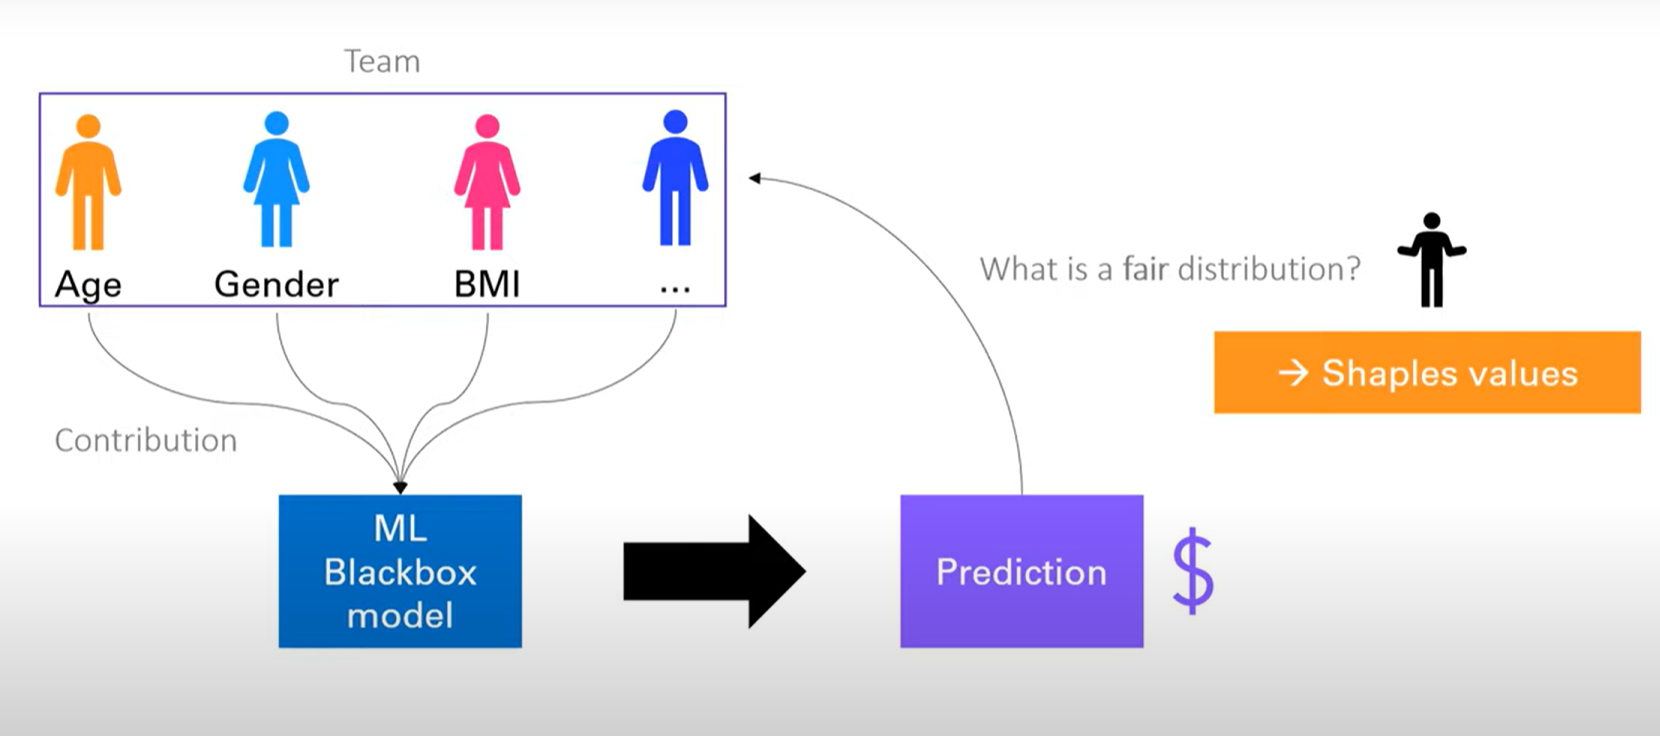 Team
Age Gender BMI ...
What is a fair distribution?
→ Shaples values
Contribution
ML
Blackbox
model
Prediction
$